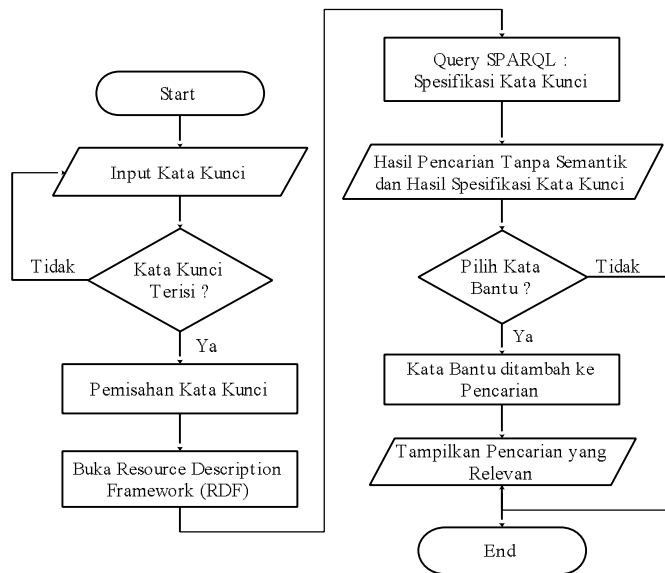 Start
Input Kata Kunci
Tidak
Kata Kunci
Terisi ?
Ya
Pemisahan Kata Kunci
Buka Resource Description
Framework (RDF)
Query SPARQL :
Spesifikasi Kata Kunci
Hasil Pencarian Tanpa Semantik
dan Hasil Spesifikasi Kata Kunci
Pilih Kata
Bantu ?
Tidak
Ya
Kata Bantu ditambah ke
Pencarian
Tampilkan Pencarian yang
Relevan
End